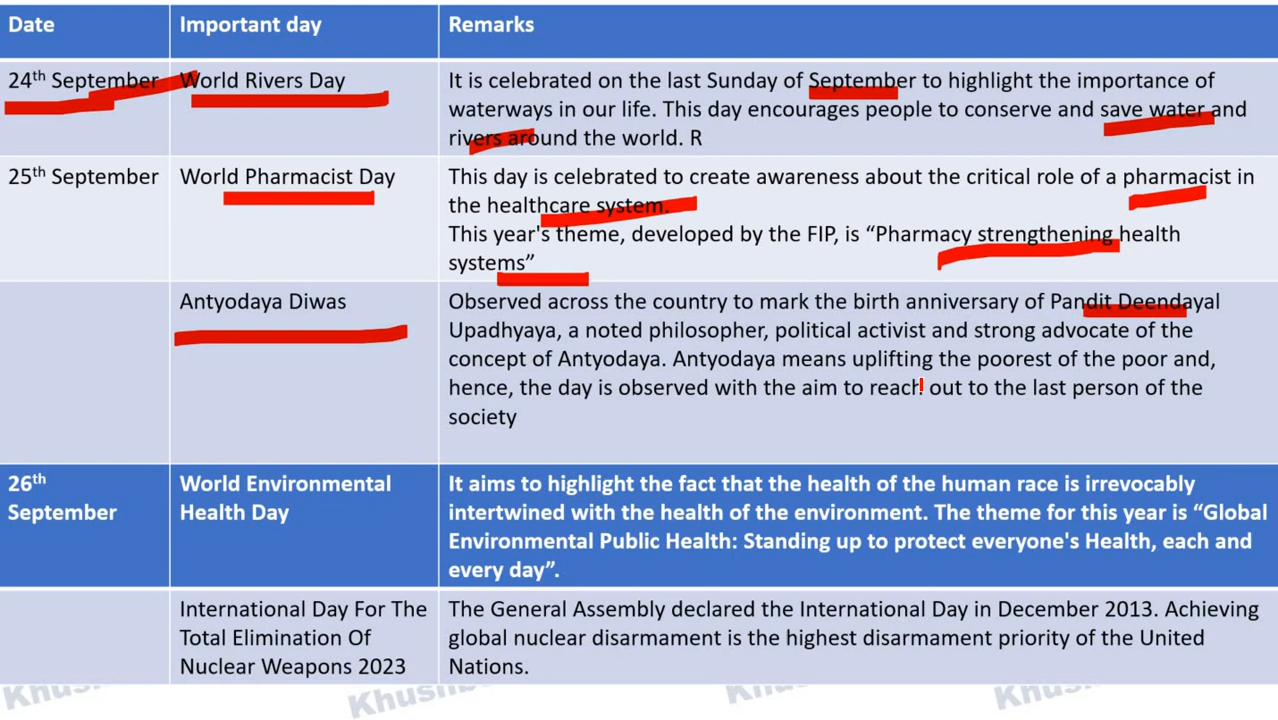 Date Important day Remarks
24th September World Rivers Day It is celebrated on the last Sunday of September to highlight the importance of
waterways in our life. This day encourages people to conserve and save water and
rivers around the world. R
25th September World Pharmacist Day This day is celebrated to create awareness about the critical role of a pharmacist in
the healthcare system.
This year's theme, developed by the FIP, is “Pharmacy strengthening health
systems”
Antyodaya Diwas Observed across the country to mark the birth anniversary of Pandit Deendayal
Upadhyaya, a noted philosopher, political activist and strong advocate of the
concept of Antyodaya. Antyodaya means uplifting the poorest of the poor and,
hence, the day is observed with the aim to reach out to the last person of the
society
26th
September
World Environmental
Health Day
It aims to highlight the fact that the health of the human race is irrevocably
intertwined with the health of the environment. The theme for this year is “Global
Environmental Public Health: Standing up to protect everyone's Health, each and
every day”.
International Day For The
Total Elimination Of
Nuclear Weapons 2023
The General Assembly declared the International Day in December 2013. Achieving
global nuclear disarmament is the highest disarmament priority of the United
Nations.